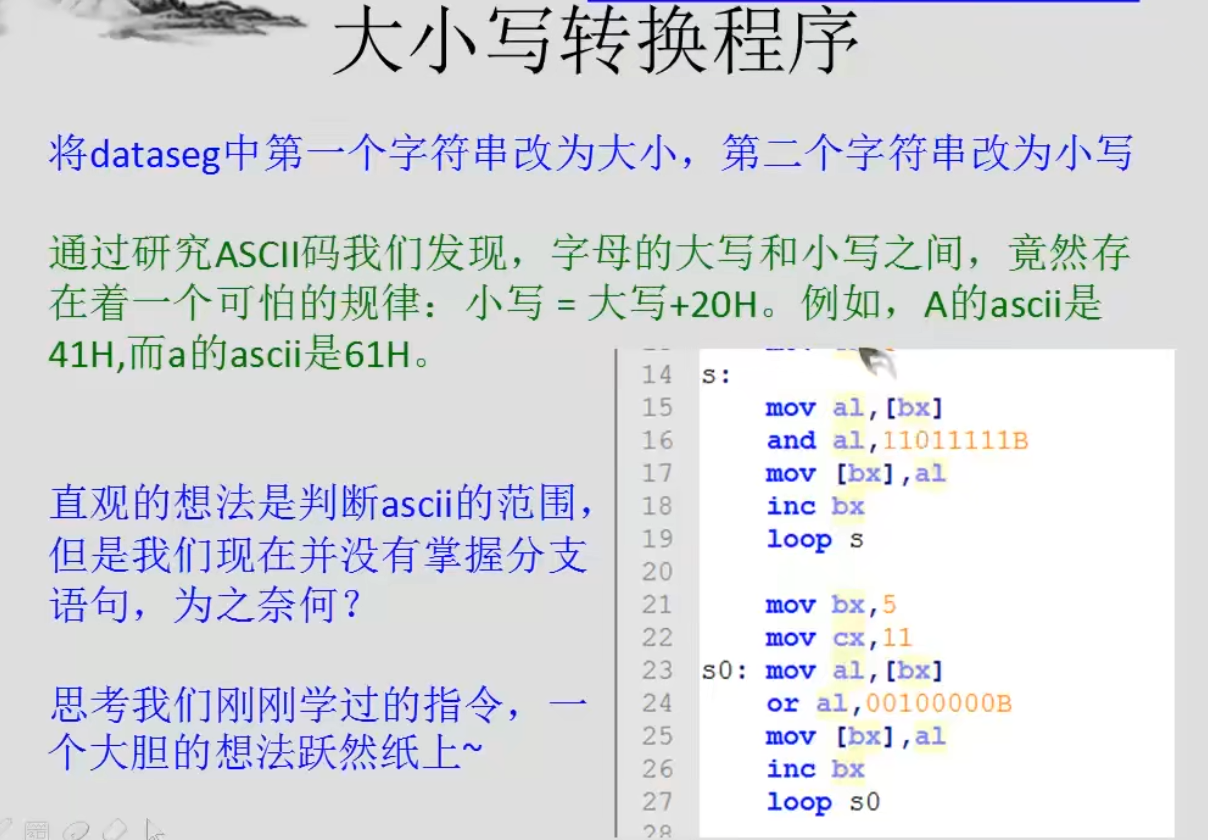 大小写转换程序
将dataseg中第一个字符串改为大小，第二个字符串改为小写
通过研究ASCII码我们发现，字母的大写和小写之间，竟然存
在着一个可怕的规律：小写 = 大写+20H。例如，A的ascii是
41H,而a的ascii是61H。
直观的想法是判断ascii的范围，
但是我们现在并没有掌握分支
语句，为之奈何？
思考我们刚刚学过的指令，一
个大胆的想法跃然纸上~
14 s:
15 mov al,[bx]
16 and al,11011111B
17 mov [bx],al
18 inc bx
19 loop s
20
21 mov bx,5
22 mov cx,11
23 s0: mov al,[bx]
24 or al,00100000B
25 mov [bx],al
26 inc bx
27 loop s0
28